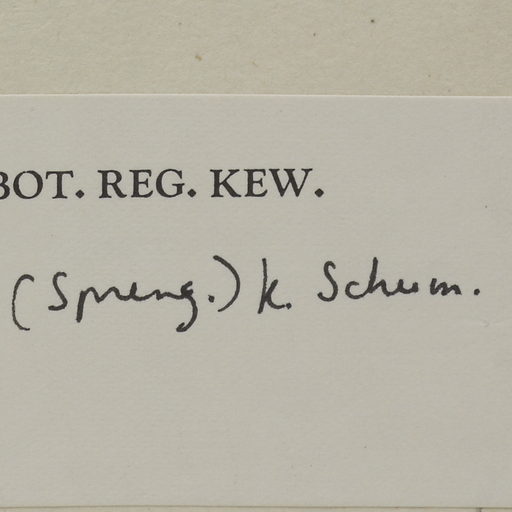 BOT. REG. KEW.
(Spreng.) K. Schum.